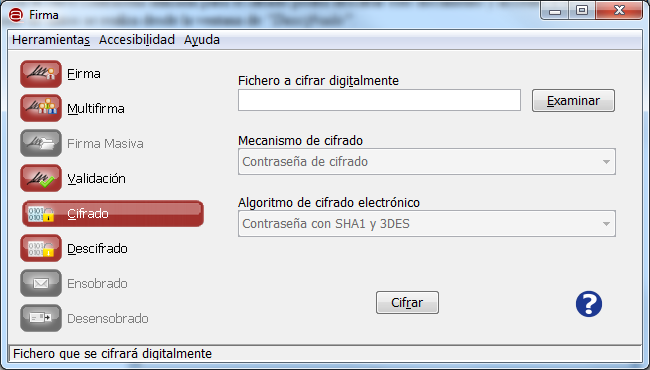 Firma
Herramientas Accesibilidad Ayuda
Firma
Multifirma
Firma Masiva
Validación
Cifrado
Descifrado
Ensobrado
Desensobrado
Fichero a cifrar digitalmente
Examinar
Mecanismo de cifrado
Contraseña de cifrado
Algoritmo de cifrado electrónico
Contraseña con SHA1 y 3DES
Cifrar
?
Fichero que se cifrará digitalmente